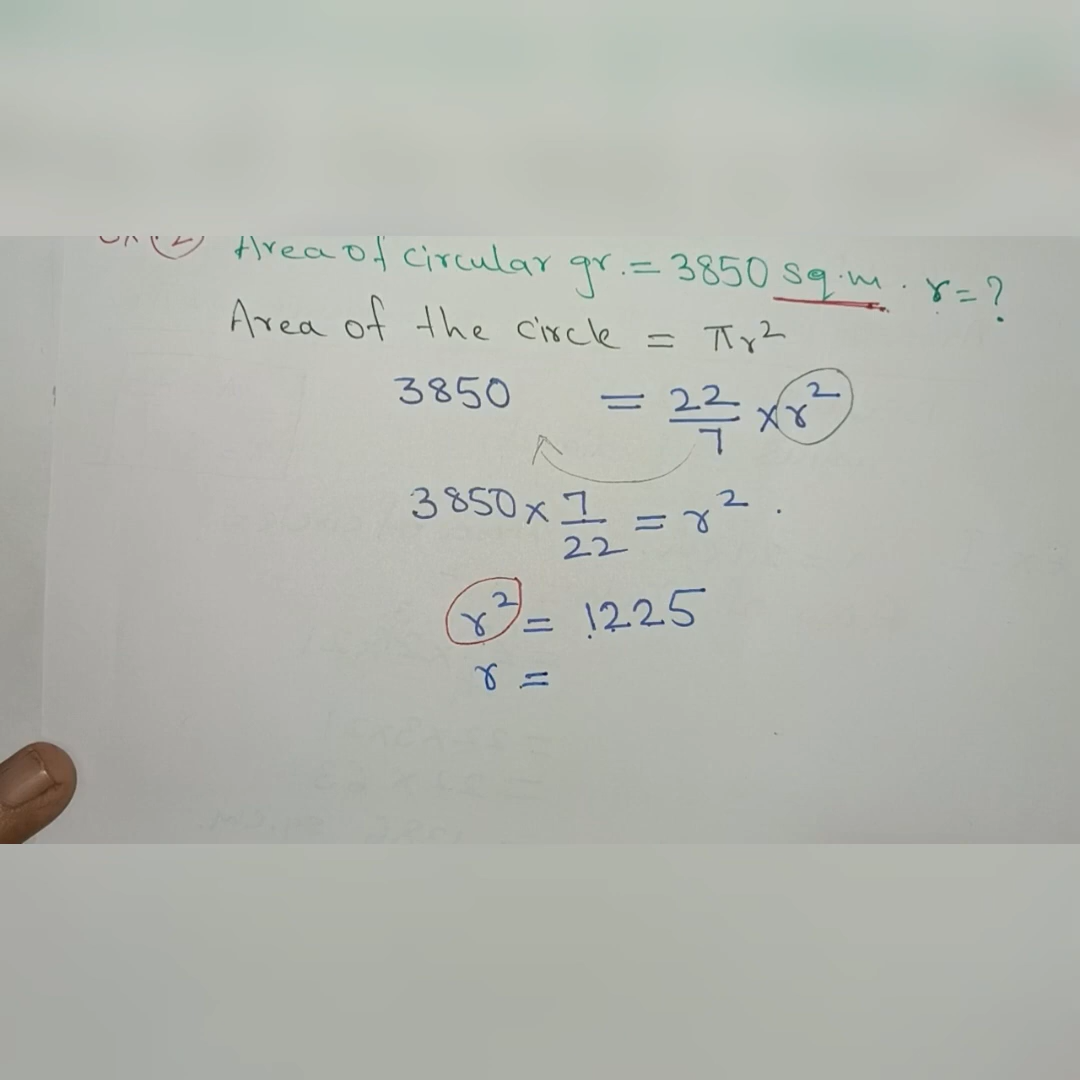 Area of circular gr. = 3850 sq.m. r = ?
Area of the circle = πr²
3850 = 22/7 × r²
3850 × 7/22 = r².
r² = 1225
r =